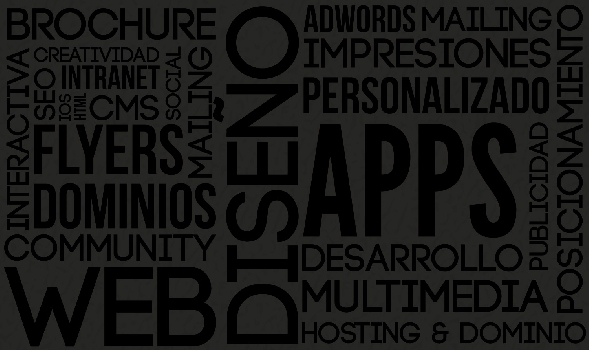 BROCHURE
CREATIVIDAD
INTERACTIVA
SEO
INTRANET
IOS
HTML
CMS
SOCIAL
MAILING
FLYERS
DOMINIOS
COMMUNITY
WEB
DISEÑO
ADWORDS MAILING
IMPRESIONES
PERSONALIZADO
APPS
PUBLICIDAD
POSICIONAMIENTO
DESARROLLO
MULTIMEDIA
HOSTING & DOMINIO